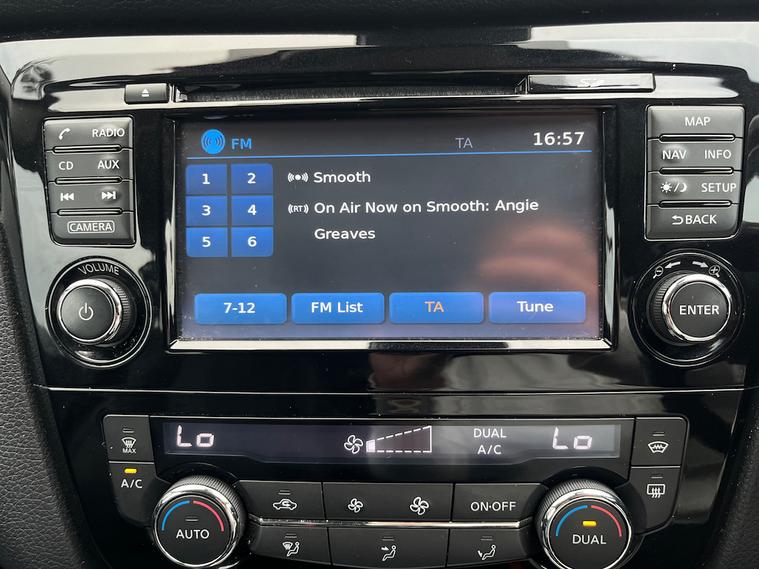 SD
RADIO
CD AUX
CAMERA
VOLUME
FM TA 16:57
1 2
3 4
5 6
Smooth
(RT) On Air Now on Smooth: Angie
Greaves
7-12 FM List TA Tune
MAP
NAV INFO
SETUP
BACK
ENTER
Lo DUAL Lo
A/C
MAX
A/C
AUTO
ON·OFF
DUAL